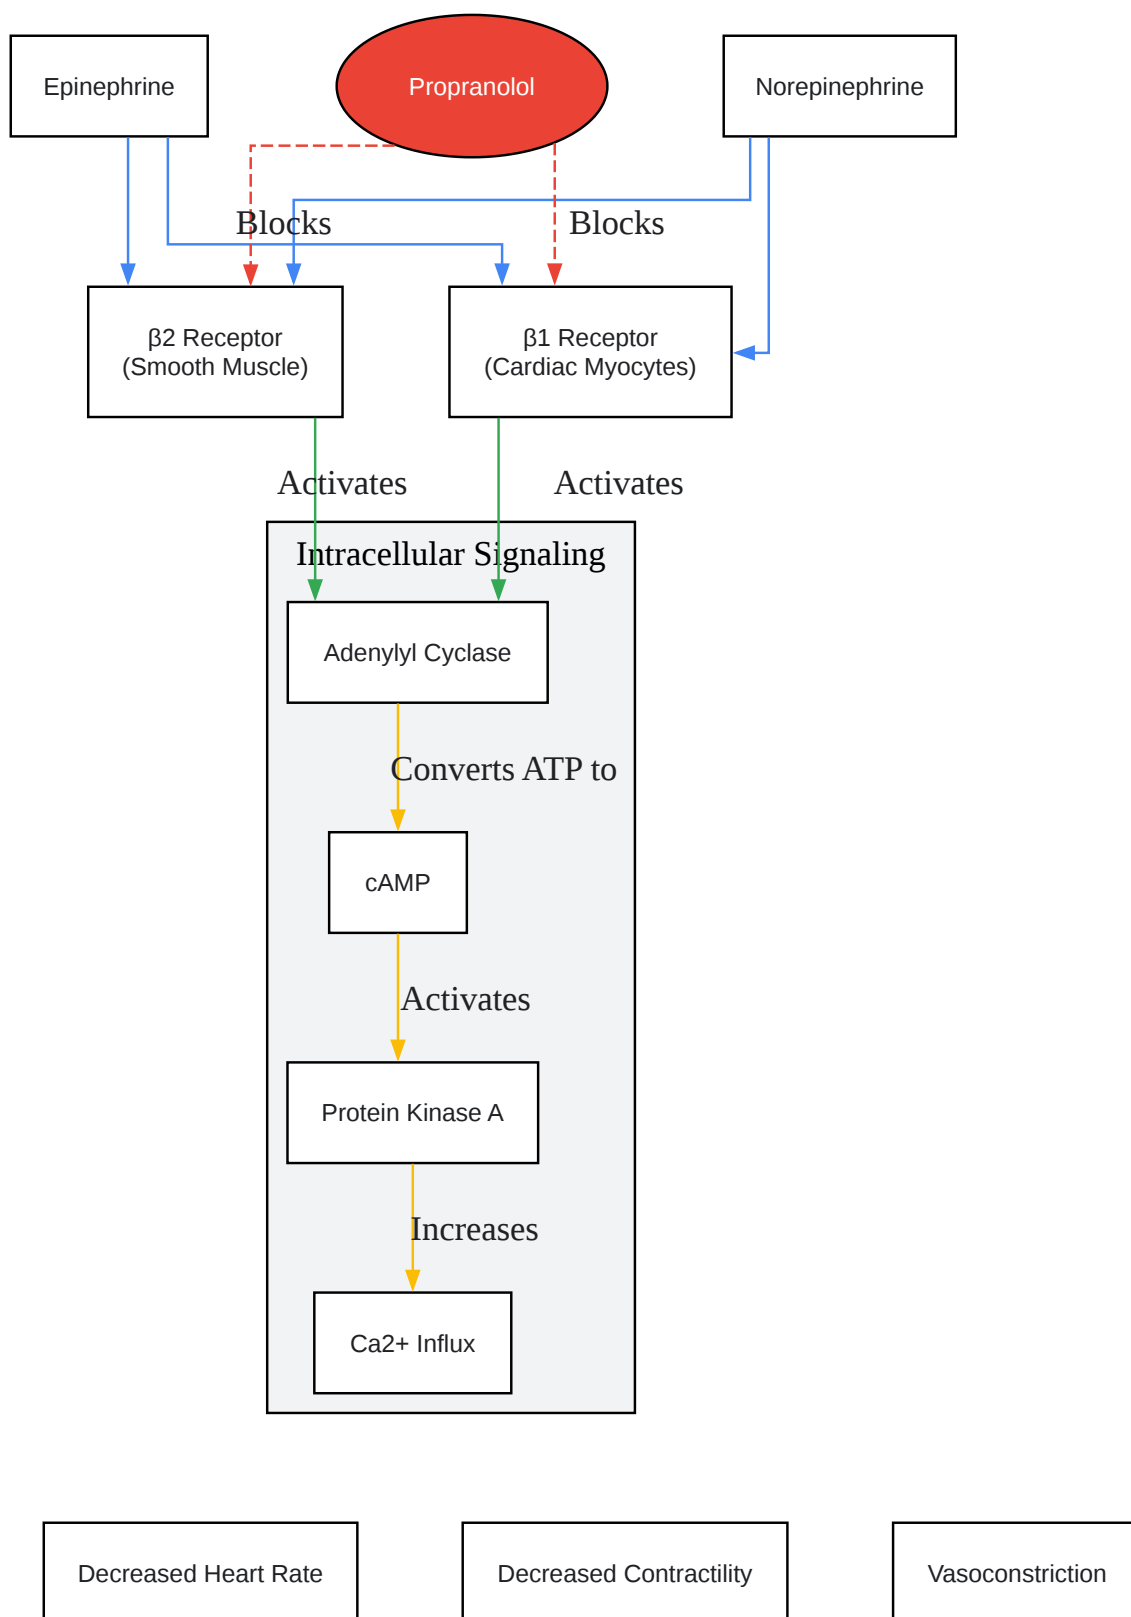 Epinephrine
Propranolol
Norepinephrine
Blocks
Blocks
β2 Receptor
(Smooth Muscle)
β1 Receptor
(Cardiac Myocytes)
Activates
Activates
Intracellular Signaling
Adenylyl Cyclase
Converts ATP to
cAMP
Activates
Protein Kinase A
Increases
Ca2+ Influx
Decreased Heart Rate
Decreased Contractility
Vasoconstriction